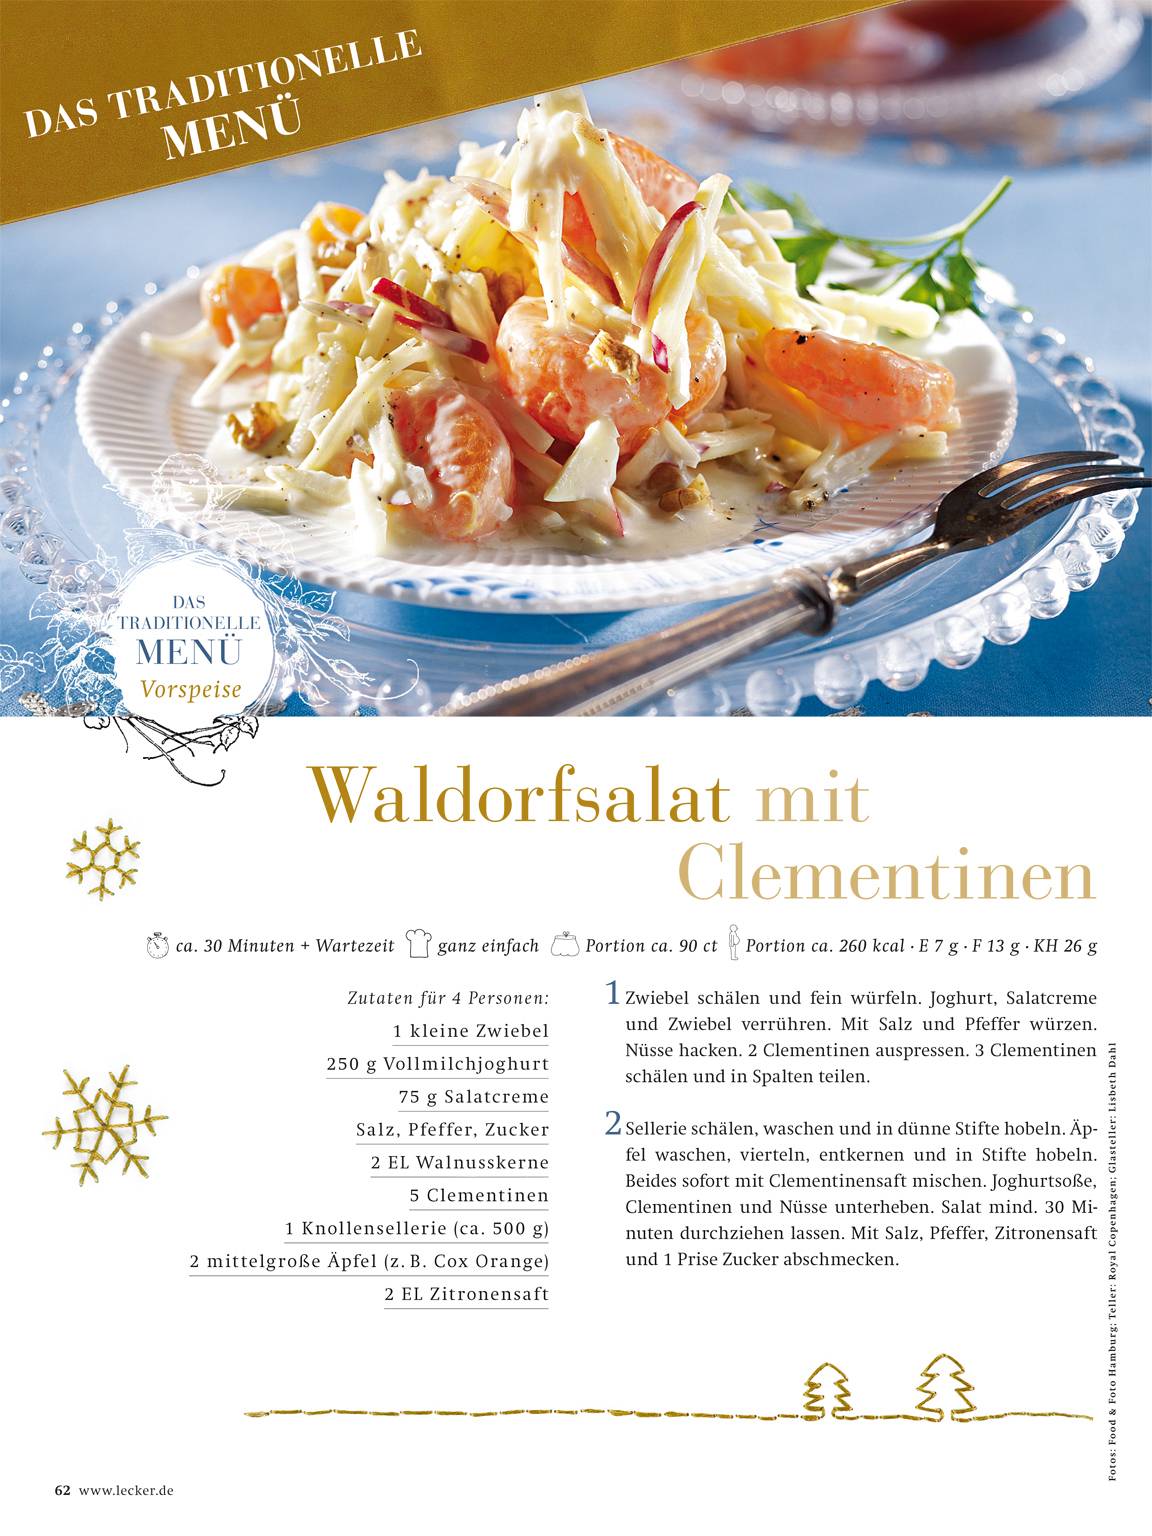 DAS TRADITIONELLE
MENÜ
DAS
TRADITIONELLE
MENÜ
Vorspeise
Waldorfsalat mit
Clementinen
ca. 30 Minuten + Wartezeit ganz einfach Portion ca. 90 ct Portion ca. 260 kcal · E 7 g · F 13 g · KH 26 g
Zutaten für 4 Personen:
1 kleine Zwiebel
250 g Vollmilchjoghurt
75 g Salatcreme
Salz, Pfeffer, Zucker
2 EL Walnusskerne
5 Clementinen
1 Knollensellerie (ca. 500 g)
2 mittelgroße Äpfel (z. B. Cox Orange)
2 EL Zitronensaft
1 Zwiebel schälen und fein würfeln. Joghurt, Salatcreme
und Zwiebel verrühren. Mit Salz und Pfeffer würzen.
Nüsse hacken. 2 Clementinen auspressen. 3 Clementinen
schälen und in Spalten teilen.
2 Sellerie schälen, waschen und in dünne Stifte hobeln. Äp-
fel waschen, vierteln, entkernen und in Stifte hobeln.
Beides sofort mit Clementinensaft mischen. Joghurtsoße,
Clementinen und Nüsse unterheben. Salat mind. 30 Mi-
nuten durchziehen lassen. Mit Salz, Pfeffer, Zitronensaft
und 1 Prise Zucker abschmecken.
Fotos: Food & Foto Hamburg; Teller: Royal Copenhagen; Glasteller: Lisbeth Dahl
62 www.lecker.de